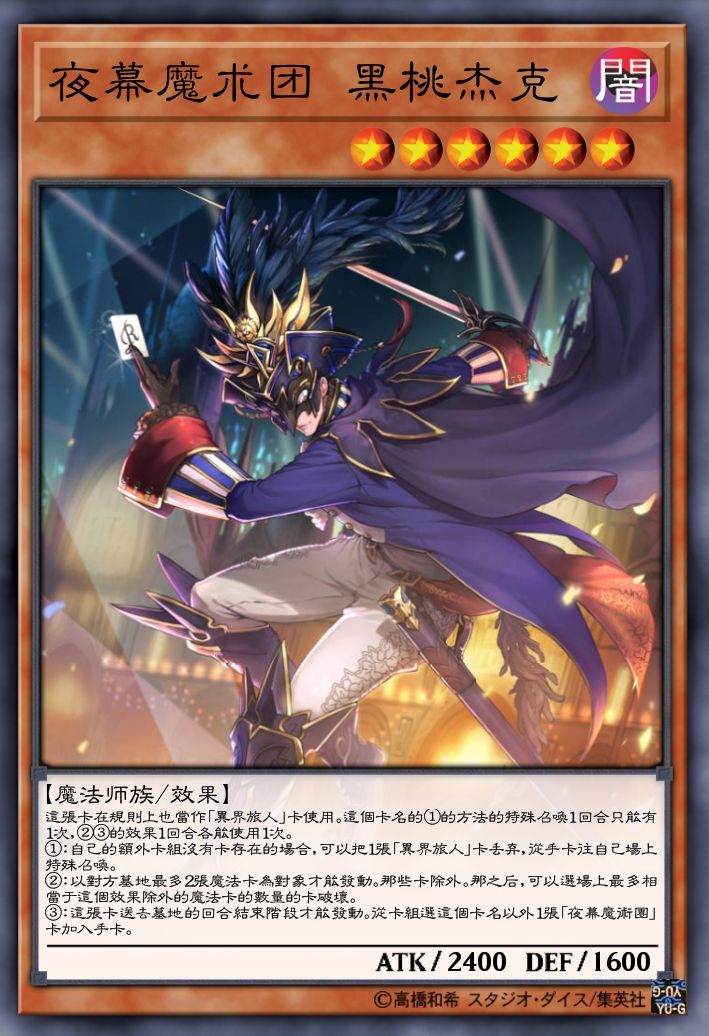 夜幕魔术团 黑桃杰克
闇
R
【魔法师族/效果】
這張卡在規則上也當作「異界旅人」卡使用。這個卡名的①的方法的特殊召喚1回合只能有
1次,②③的效果1回合各能使用1次。
①:自己的額外卡組沒有卡存在的場合,可以把1張「異界旅人」卡丟弃,從手卡往自己場上
特殊召喚。
②:以對方墓地最多2張魔法卡為對象才能發動。那些卡除外。那之后,可以選場上最多相
當于這個效果除外的魔法卡的數量的卡破壞。
③:這張卡送去墓地的回合結束階段才能發動。從卡組選這個卡名以外1張「夜幕魔術團」
卡加入手卡。
ATK/2400 DEF/1600
©高橋和希 スタジオ・ダイス/集英社
YU-G
YU-G